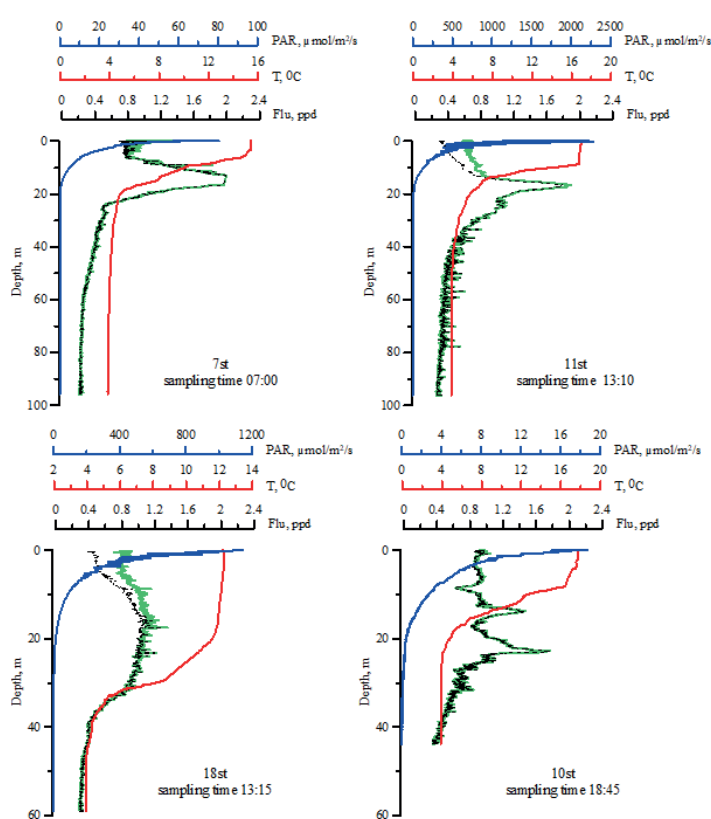 0 20 40 60 80 100
PAR, µmol/m²/s
0 4 8 12 16
T, ⁰C
0 0.4 0.8 1.2 1.6 2 2.4
Flu, ppd
0
20
40
60
80
100
Depth, m
7st
sampling time 07:00
0 500 1000 1500 2000 2500
PAR, µmol/m²/s
0 4 8 12 16 20
T, ⁰C
0 0.4 0.8 1.2 1.6 2 2.4
Flu, ppd
0
20
40
60
80
100
Depth, m
11st
sampling time 13:10
0 400 800 1200
PAR, µmol/m²/s
2 4 6 8 10 12 14
T, ⁰C
0 0.4 0.8 1.2 1.6 2 2.4
Flu, ppd
0
20
40
60
Depth, m
18st
sampling time 13:15
0 4 8 12 16 20
PAR, µmol/m²/s
0 4 8 12 16 20
T, ⁰C
0 0.4 0.8 1.2 1.6 2 2.4
Flu, ppd
0
20
40
60
Depth, m
10st
sampling time 18:45